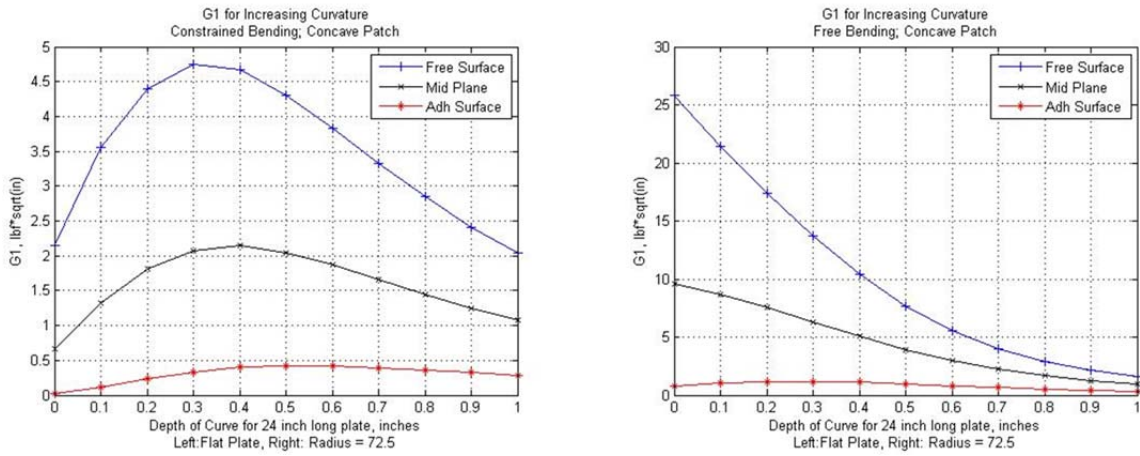 G1 for Increasing Curvature
Constrained Bending; Concave Patch
5
4.5
4
3.5
3
2.5
2
1.5
1
0.5
0
G1, lbf*sqrt(in)
Free Surface
Mid Plane
Adh Surface
0 0.1 0.2 0.3 0.4 0.5 0.6 0.7 0.8 0.9 1
Depth of Curve for 24 inch long plate, inches
Left:Flat Plate, Right: Radius = 72.5
G1 for Increasing Curvature
Free Bending; Concave Patch
30
25
20
15
10
5
0
G1, lbf*sqrt(in)
Free Surface
Mid Plane
Adh Surface
0 0.1 0.2 0.3 0.4 0.5 0.6 0.7 0.8 0.9 1
Depth of Curve for 24 inch long plate, inches
Left:Flat Plate, Right: Radius = 72.5